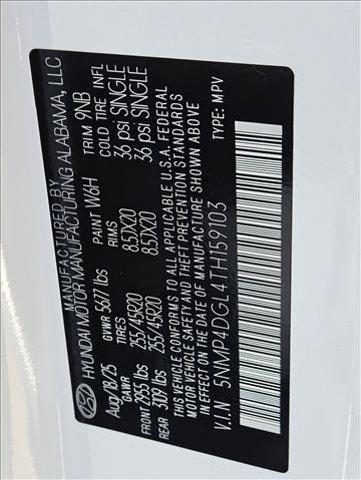 MANUFACTURED BY
HYUNDAI MOTOR MANUFACTURING ALABAMA, LLC
Aug/08/25 GVWR 5677 lbs PAINT W6H TRIM 9NB
GAWR TIRES RIMS COLD TIRE INFL
FRONT 2955 lbs 255/45R20 8.5JX20 36 psi SINGLE
REAR 3109 lbs 255/45R20 8.5JX20 36 psi SINGLE
THIS VEHICLE CONFORMS TO ALL APPLICABLE U.S.A. FEDERAL
MOTOR VEHICLE SAFETY AND THEFT PREVENTION STANDARDS
IN EFFECT ON THE DATE OF MANUFACTURE SHOWN ABOVE.
V.I.N. 5NMP4DGL4TH159103 TYPE: MPV